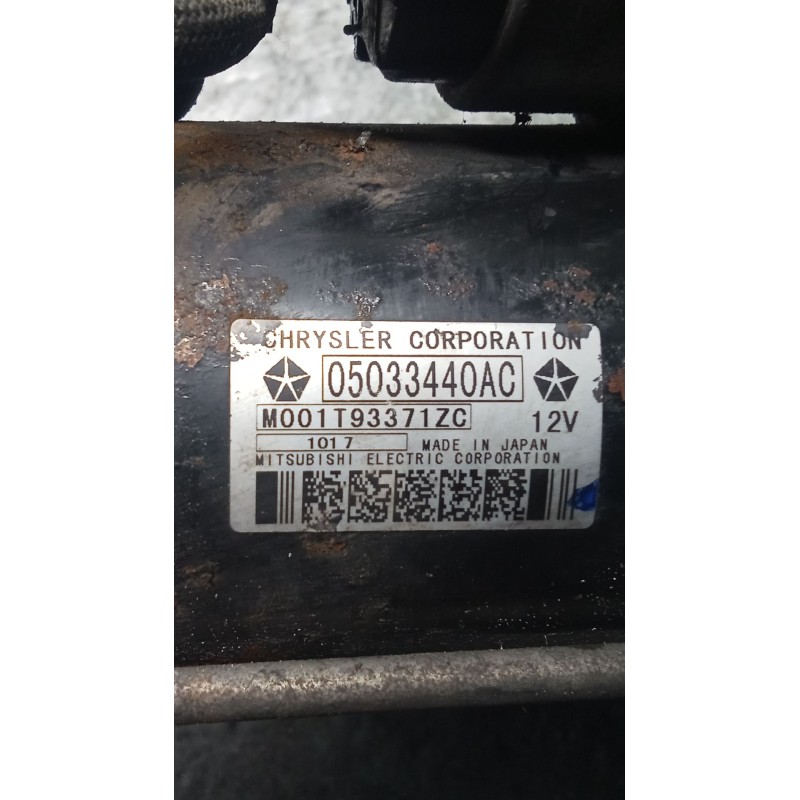 CHRYSLER CORPORATION
05033440AC
M001T93371ZC 12V
1017 MADE IN JAPAN
MITSUBISHI ELECTRIC CORPORATION